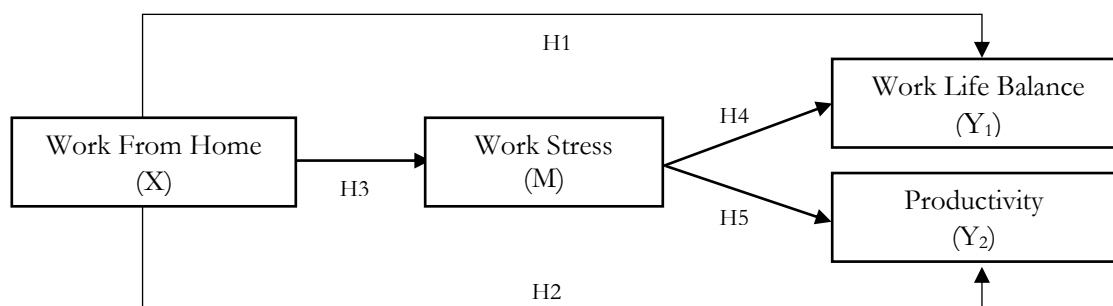 H1
Work Life Balance
(Y₁)
H4
Work From Home
(X)
Work Stress
(M)
H3
Productivity
(Y₂)
H5
H2